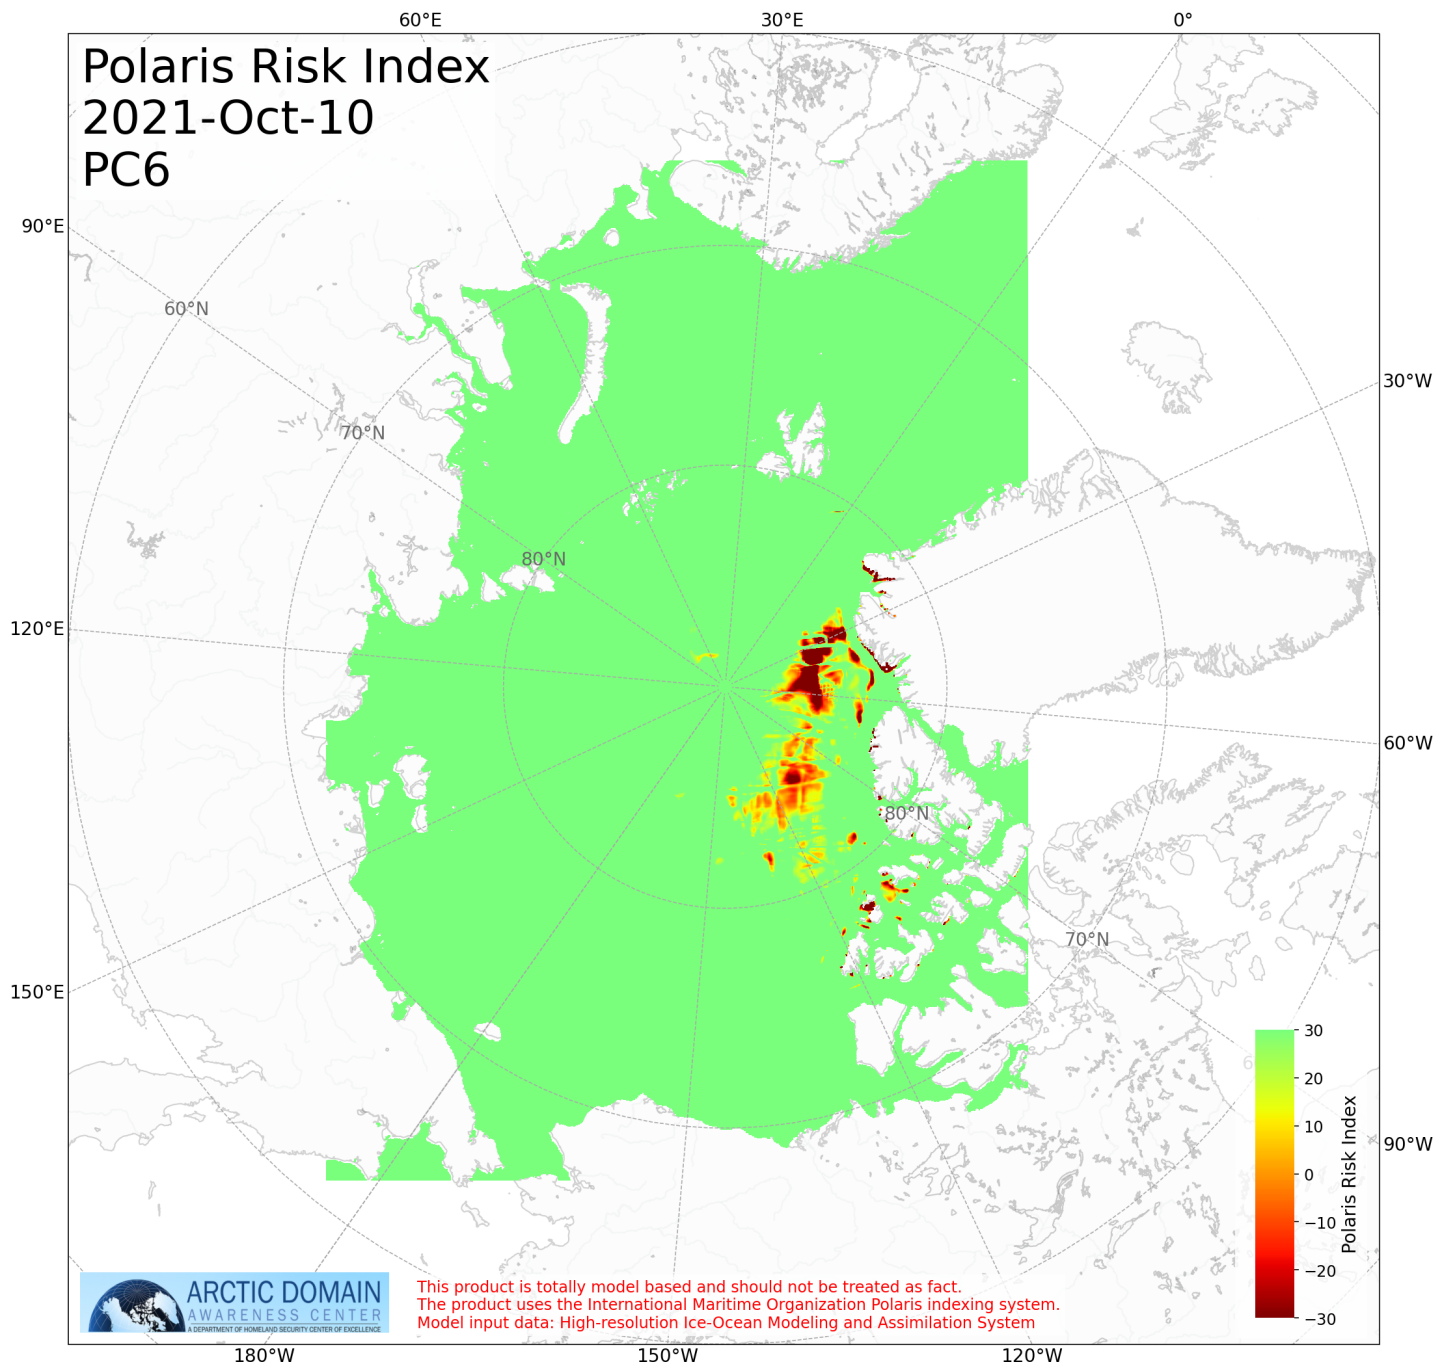 60°E 30°E 0°
Polaris Risk Index
2021-Oct-10
PC6
90°E
60°N
30°W
70°N
80°N
120°E
60°W
80°N
70°N
150°E
30
20
10
0
−10
−20
−30
Polaris Risk Index
90°W
ARCTIC DOMAIN
AWARENESS CENTER
A DEPARTMENT OF HOMELAND SECURITY CENTER OF EXCELLENCE
This product is totally model based and should not be treated as fact.
The product uses the International Maritime Organization Polaris indexing system.
Model input data: High-resolution Ice-Ocean Modeling and Assimilation System
180°W 150°W 120°W